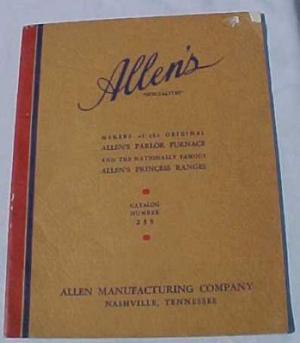 Allen's
"SPECIALTIES"
MAKERS of the ORIGINAL
ALLEN'S PARLOR FURNACE
AND THE NATIONALLY FAMOUS
ALLEN'S PRINCESS RANGES
CATALOG
NUMBER
ALLEN MANUFACTURING COMPANY
NASHVILLE, TENNESSEE